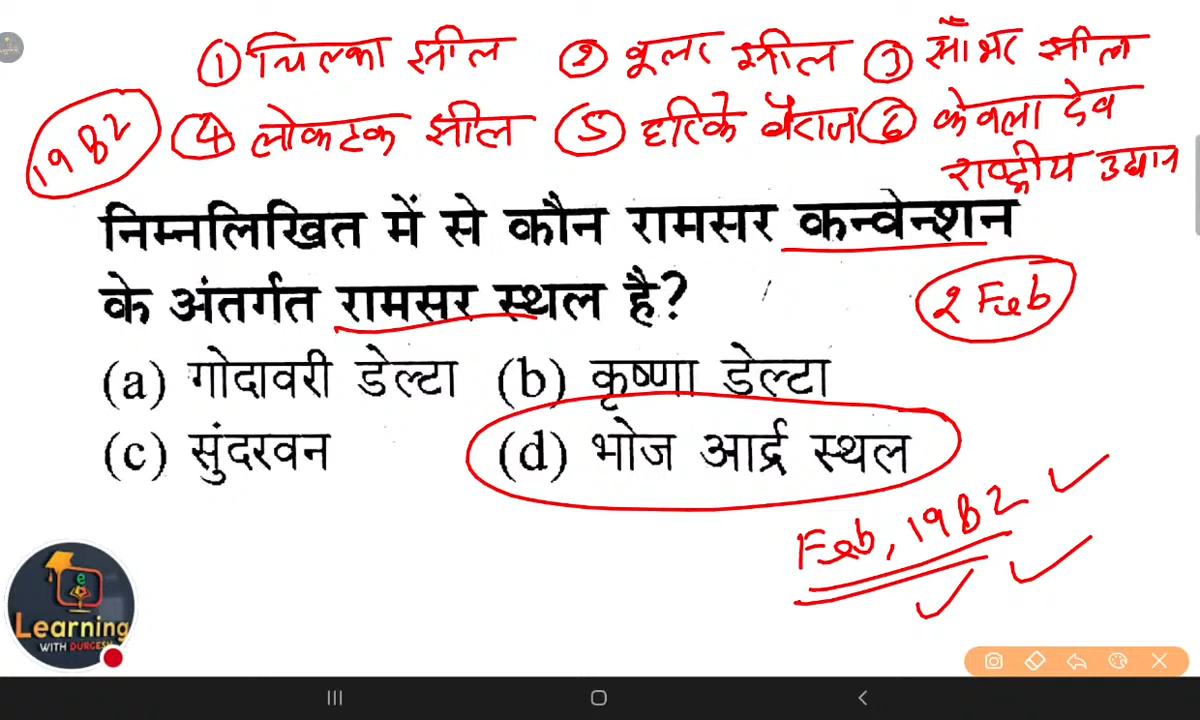 ① चिल्का झील ② वूलर झील ③ साँभर झील
1982 ④ लोकटक झील ⑤ हरिके बैराज ⑥ केवला देव
राष्ट्रीय उद्यान
निम्नलिखित में से कौन रामसर कन्वेन्शन
के अंतर्गत रामसर स्थल है?
2 Feb
(a) गोदावरी डेल्टा (b) कृष्णा डेल्टा
(c) सुंदरवन (d) भोज आर्द्र स्थल
Feb, 1982
e
Learning
WITH DURGESH